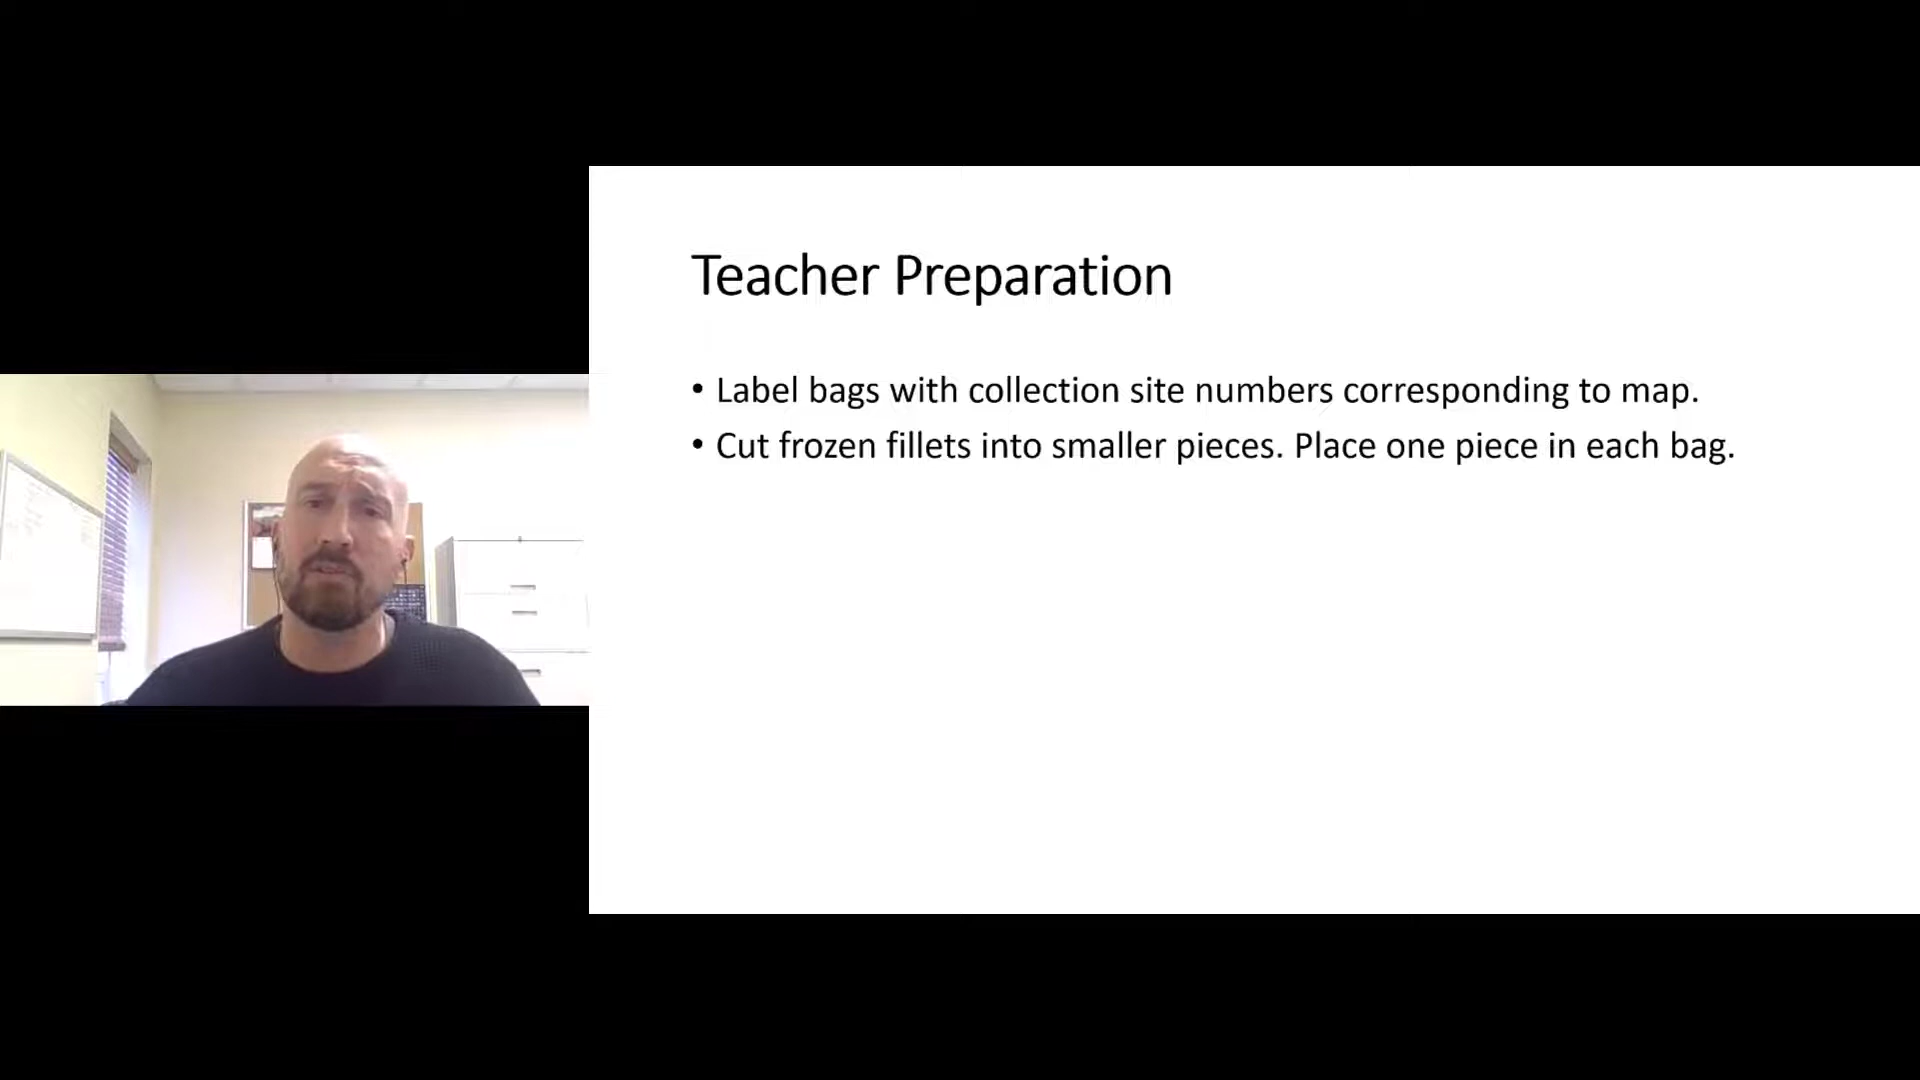 Teacher Preparation
• Label bags with collection site numbers corresponding to map.
• Cut frozen fillets into smaller pieces. Place one piece in each bag.